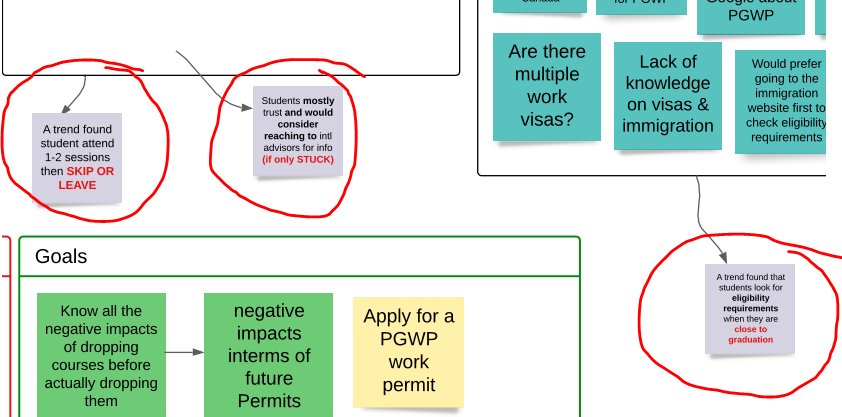 Canada
for PGWP
Google about
PGWP
Are there
multiple
work
visas?
Lack of
knowledge
on visas &
immigration
Would prefer
going to the
immigration
website first to
check eligibility
requirements
A trend found
student attend
1-2 sessions
then SKIP OR
LEAVE
Students mostly
trust and would
consider
reaching to intl
advisors for info
(if only STUCK)
A trend found that
students look for
eligibility
requirements
when they are
close to
graduation
Goals
Know all the
negative impacts
of dropping
courses before
actually dropping
them
negative
impacts
interms of
future
Permits
Apply for a
PGWP
work
permit